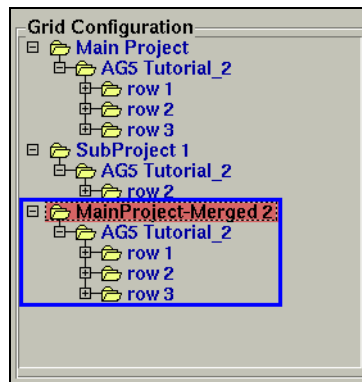 Grid Configuration
Main Project
AG5 Tutorial_2
row 1
row 2
row 3
SubProject 1
AG5 Tutorial_2
row 2
MainProject-Merged 2
AG5 Tutorial_2
row 1
row 2
row 3